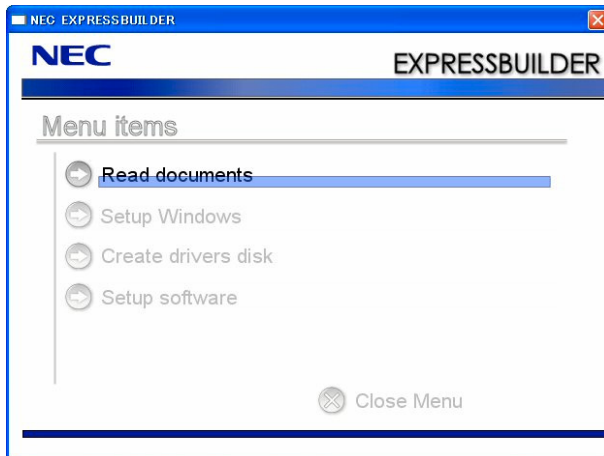 NEC EXPRESSBUILDER
NEC
EXPRESSBUILDER
Menu items
Read documents
Setup Windows
Create drivers disk
Setup software
Close Menu